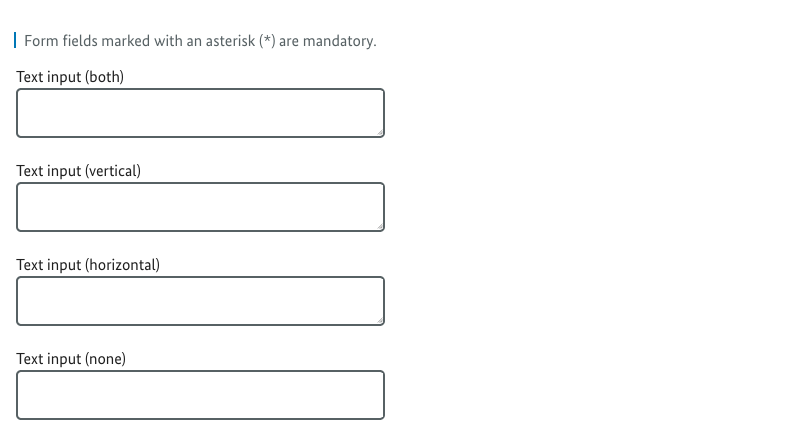 Form fields marked with an asterisk (*) are mandatory.
Text input (both)
Text input (vertical)
Text input (horizontal)
Text input (none)